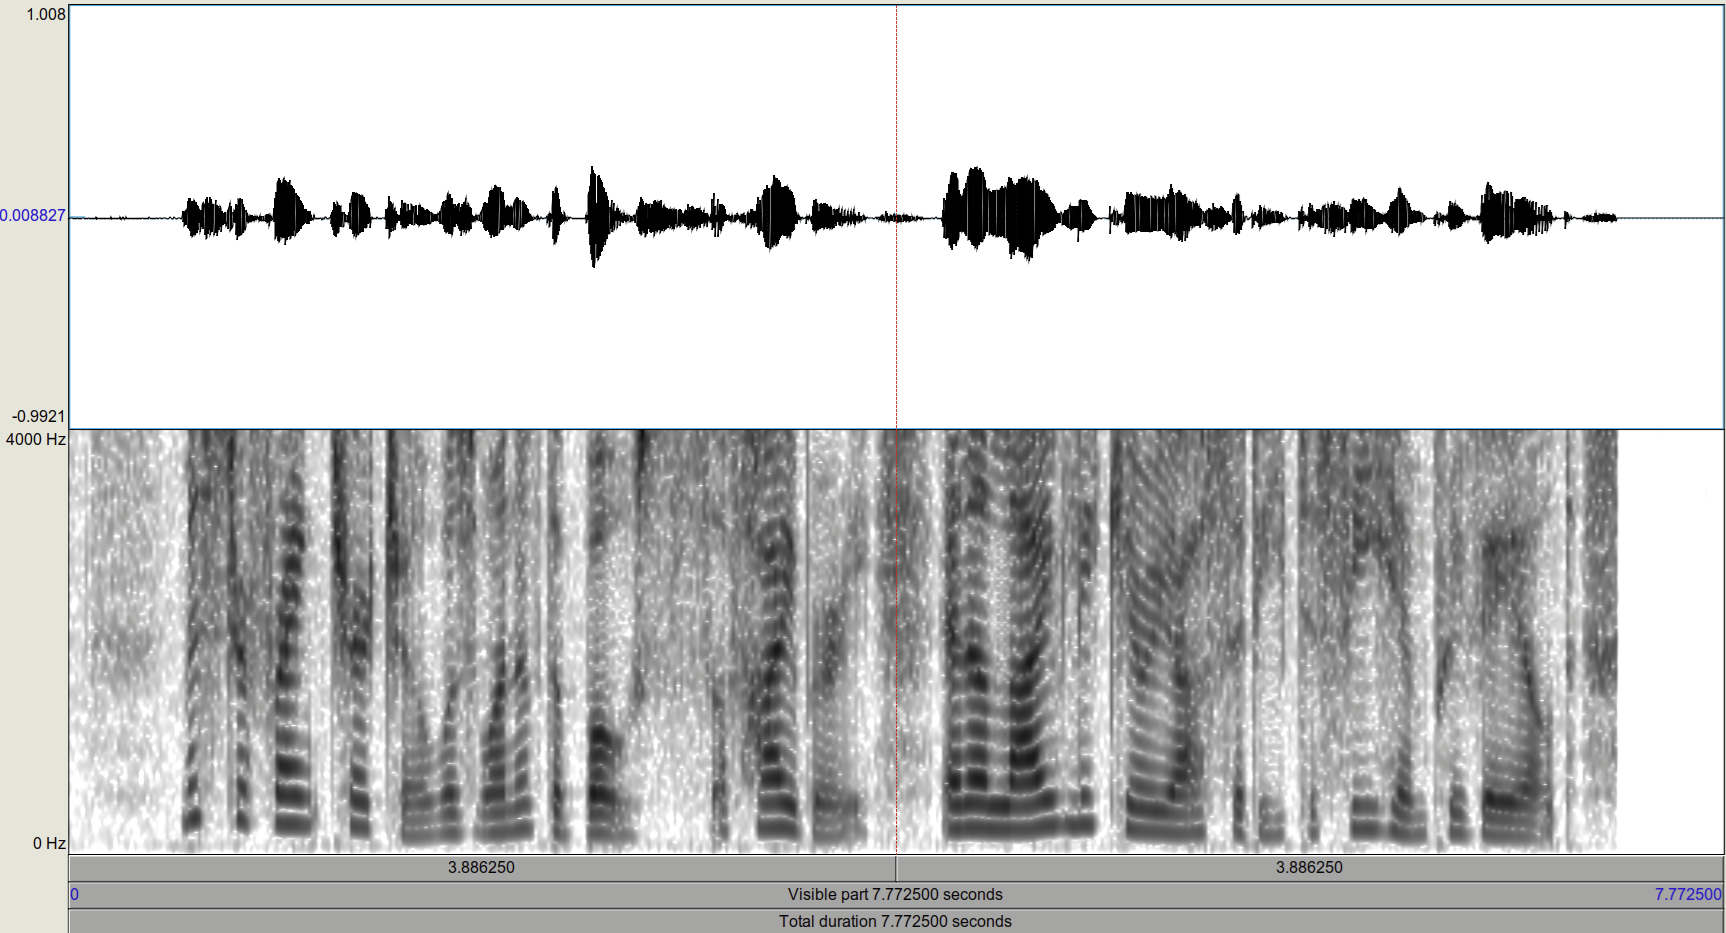 1.008
0.008827
-0.9921
4000 Hz
0 Hz
3.886250 3.886250
0 Visible part 7.772500 seconds 7.772500
Total duration 7.772500 seconds